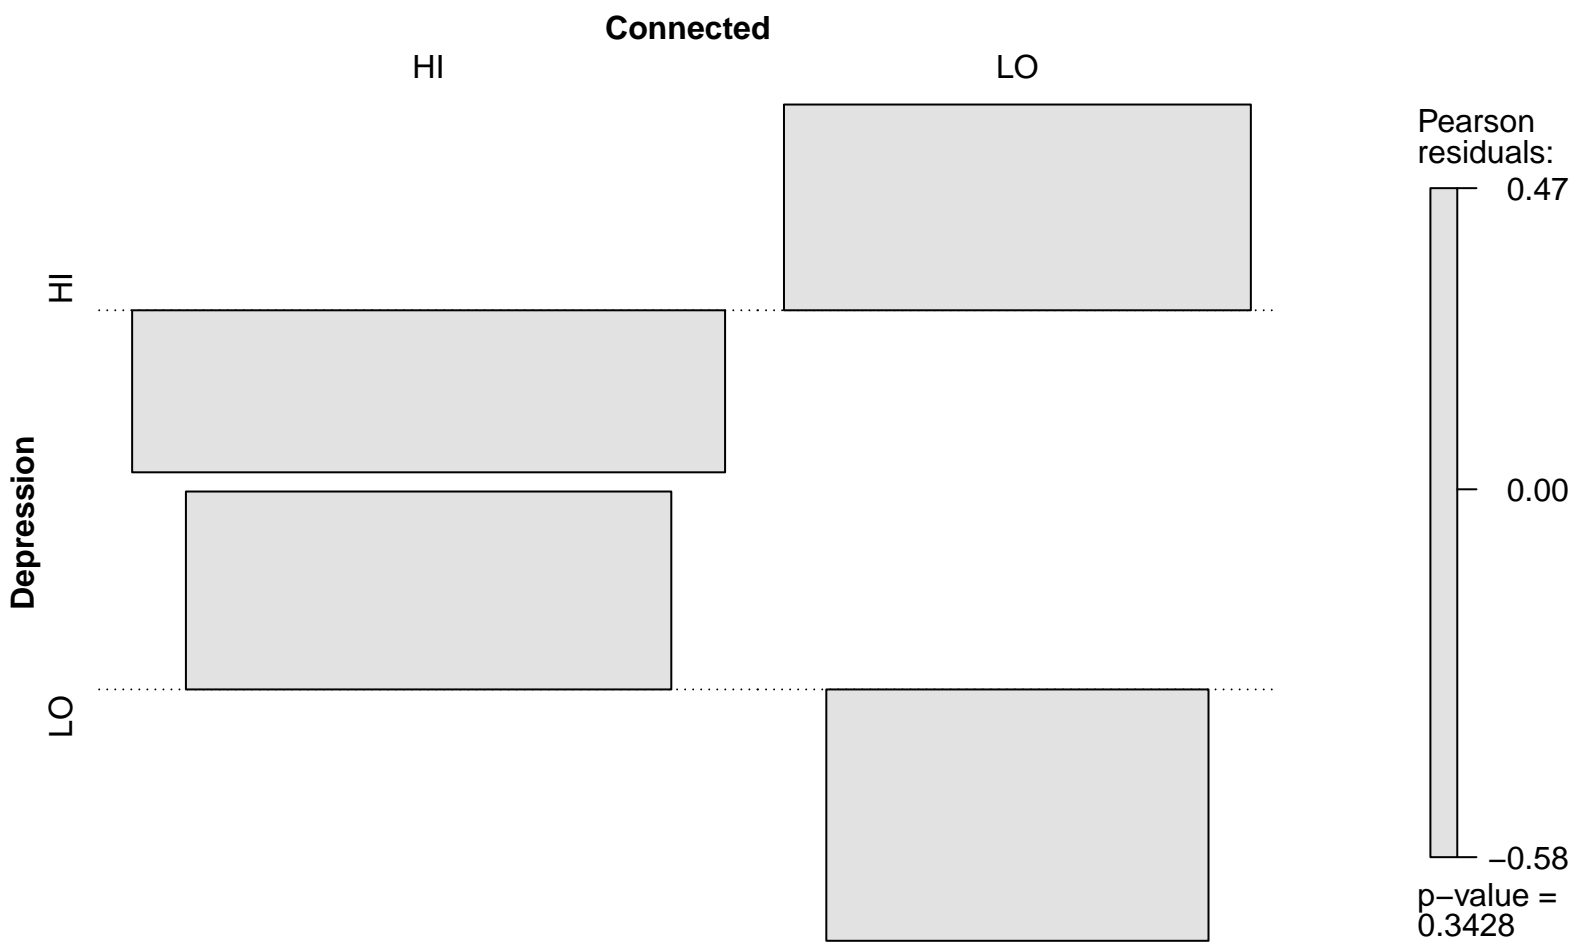 Connected
HI
LO
Depression
HI
LO
Pearson
residuals:
0.47
0.00
−0.58
p−value =
0.3428